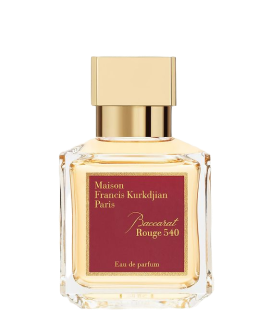 Maison
Francis Kurkdjian
Paris
Baccarat
Rouge 540
Eau de parfum